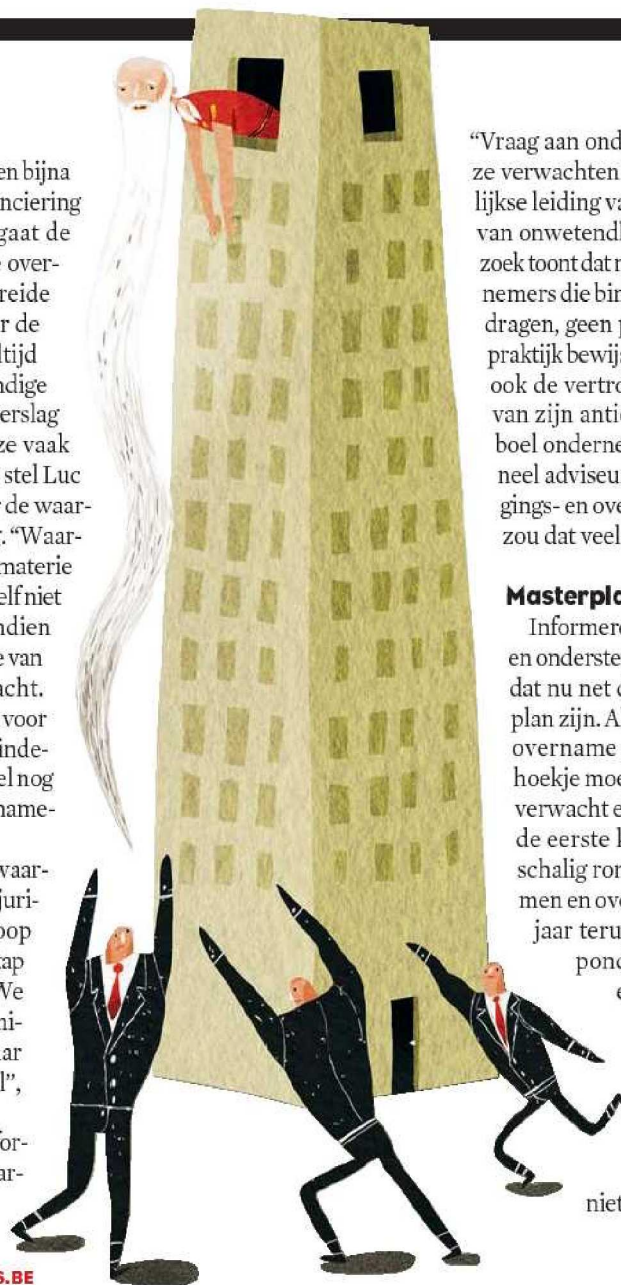 en bijna
nciering
gaat de
over-
reide
r de
ltijd
ndige
erslag
ze vaak
stel Luc
r de waar-
g. “Waar-
materie
elf niet
ndien
e van
acht.
voor
inde-
el nog
name-
waar-
juri-
oop
tap
We
ni-
ar
l”,
for-
ar-
S.BE
“Vraag aan ond
ze verwachten
lijkse leiding va
van onwetendh
zoek toont dat n
nemers die bin
dragen, geen p
praktijk bewijs
ook de vertro
van zijn antic
boel onderne
neel adviseu
gings- en ove
zou dat veel
Masterpla
Informere
en onderste
dat nu net d
plan zijn. A
overname
hoekje moe
verwacht e
de eerste k
schalig ron
men en ove
jaar teru
pond
e
niet